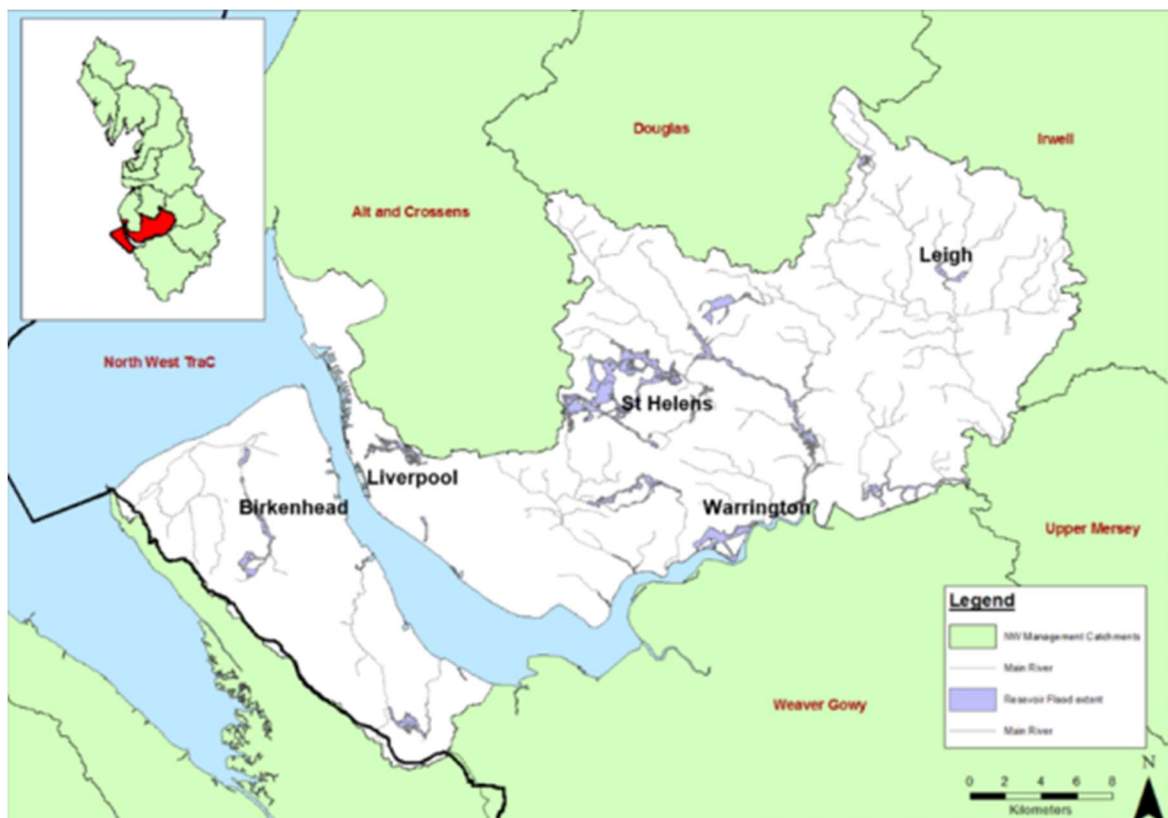 Douglas
Irwell
Alt and Crossens
Leigh
North West TraC
St Helens
Liverpool
Birkenhead
Warrington
Upper Mersey
Legend
NW Management Catchments
Main River
Resevoir Flood extent
Main River
Weaver Gowy
N
0 2 4 6 8
Kilometers